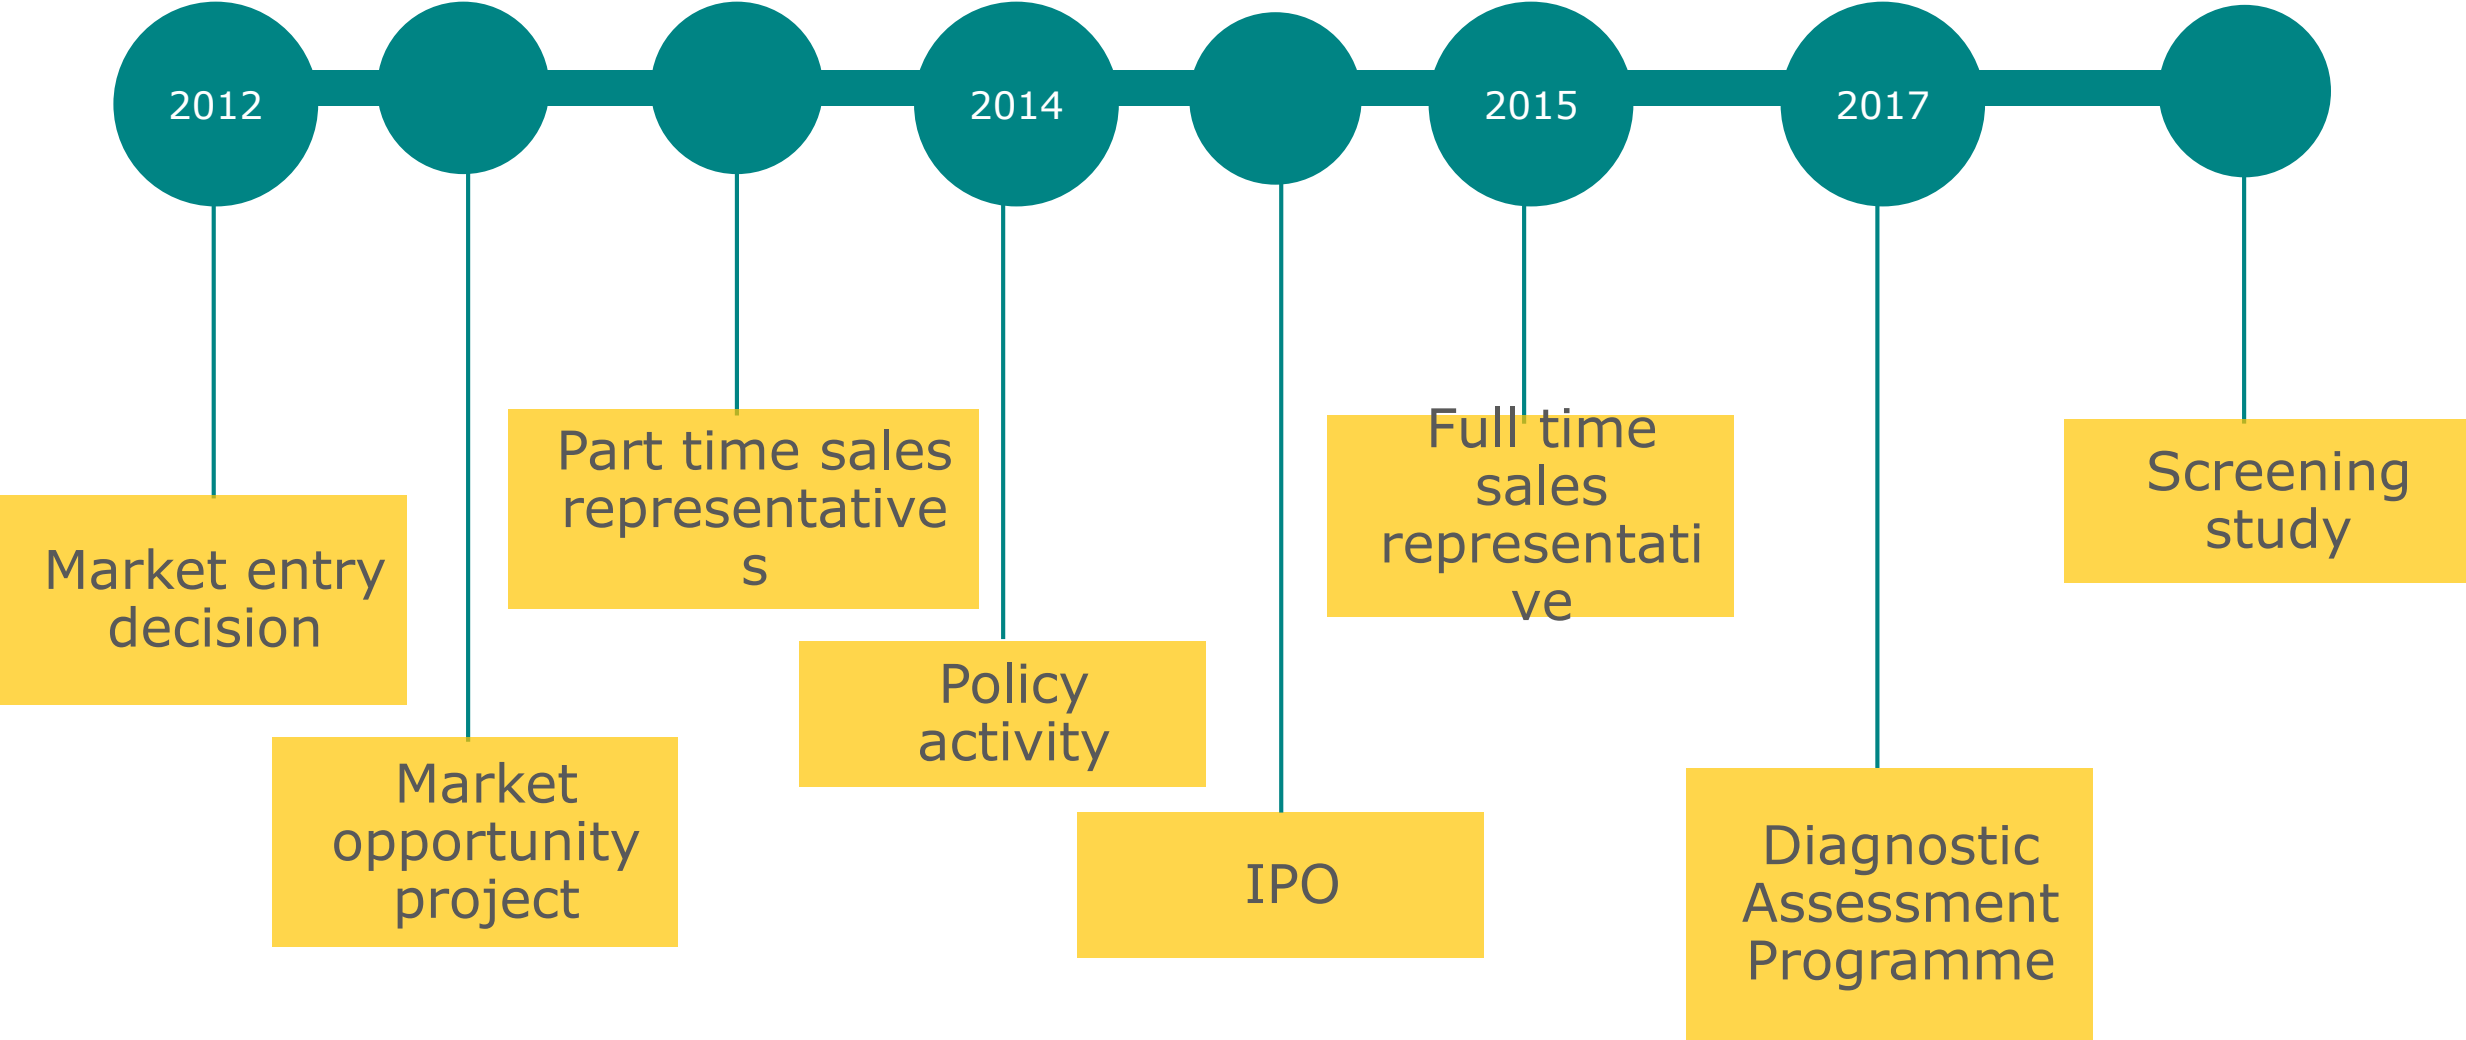 2012
2014
2015
2017
Market entry
decision
Market
opportunity
project
Part time sales
representative
s
Policy
activity
IPO
Full time
sales
representati
ve
Diagnostic
Assessment
Programme
Screening
study